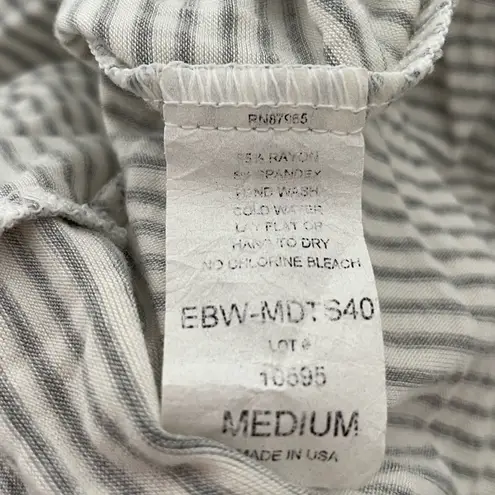 RN87965
95% RAYON
5% SPANDEX
HAND WASH
COLD WATER
LAY FLAT OR
HANG TO DRY
NO CHLORINE BLEACH
EBW-MDTS40
LOT #
10595
MEDIUM
MADE IN USA